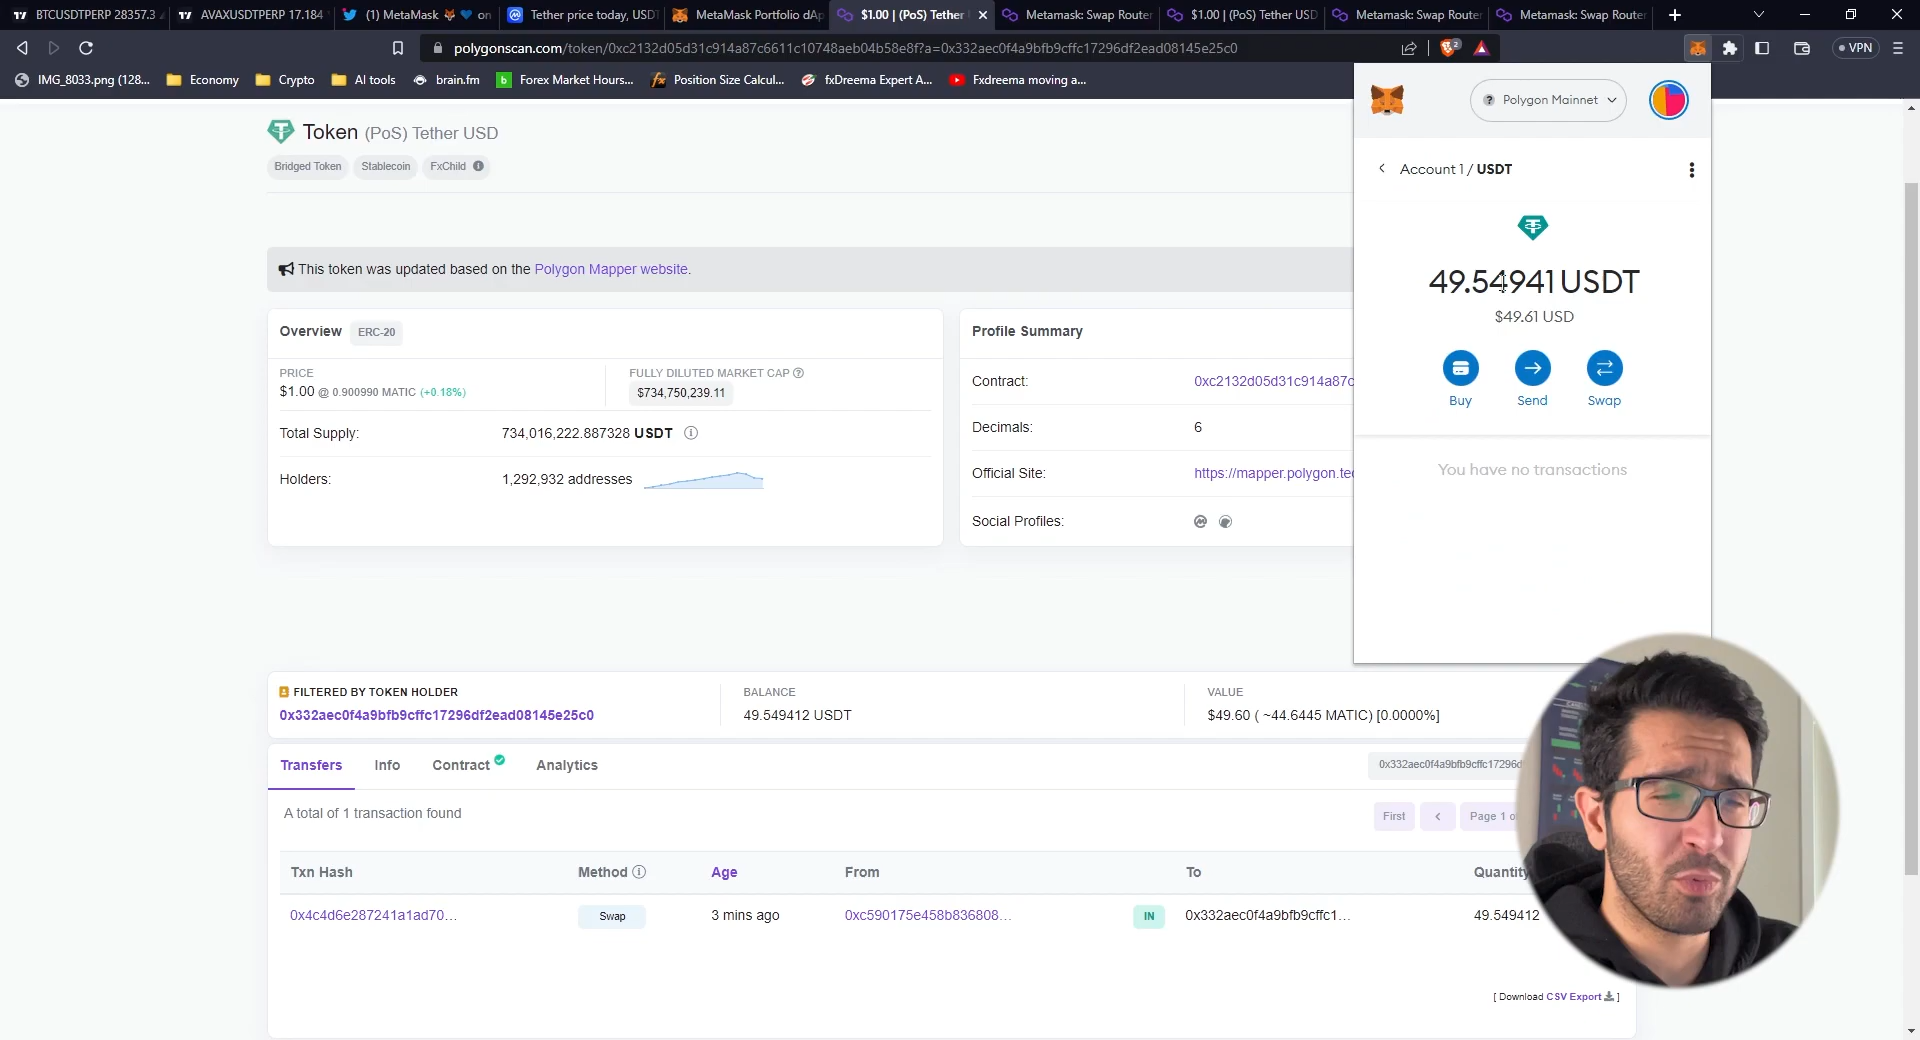 BTCUSDTPERP 28357.3
AVAXUSDTPERP 17.184
(1) MetaMask 🦊 💙 on
Tether price today, USDT
MetaMask Portfolio dAp
$1.00 | (PoS) Tether
Metamask: Swap Router
$1.00 | (PoS) Tether USD
Metamask: Swap Router
Metamask: Swap Router
polygonscan.com/token/0xc2132d05d31c914a87c6611c10748aeb04b58e8f?a=0x332aec0f4a9bfb9cffc17296df2ead08145e25c0
2
VPN
IMG_8033.png (128...
Economy
Crypto
AI tools
brain.fm
Forex Market Hours...
Position Size Calcul...
fxDreema Expert A...
Fxdreema moving a...
Token (PoS) Tether USD
Bridged Token
Stablecoin
FxChild
This token was updated based on the Polygon Mapper website.
Overview ERC-20
PRICE
$1.00 @ 0.900990 MATIC (+0.18%)
FULLY DILUTED MARKET CAP
$734,750,239.11
Total Supply: 734,016,222.887328 USDT
Holders: 1,292,932 addresses
Profile Summary
Contract: 0xc2132d05d31c914a87c
Decimals: 6
Official Site: https://mapper.polygon.tec
Social Profiles:
Polygon Mainnet
Account 1 / USDT
49.54941 USDT
$49.61 USD
Buy
Send
Swap
You have no transactions
FILTERED BY TOKEN HOLDER
0x332aec0f4a9bfb9cffc17296df2ead08145e25c0
BALANCE
49.549412 USDT
VALUE
$49.60 ( ~44.6445 MATIC) [0.0000%]
Transfers
Info
Contract
Analytics
0x332aec0f4a9bfb9cffc17296d
A total of 1 transaction found
First
Page 1 o
Txn Hash
Method
Age
From
To
Quantity
0x4c4d6e287241a1ad70...
Swap
3 mins ago
0xc590175e458b836808...
IN
0x332aec0f4a9bfb9cffc1...
49.549412
[ Download CSV Export ]